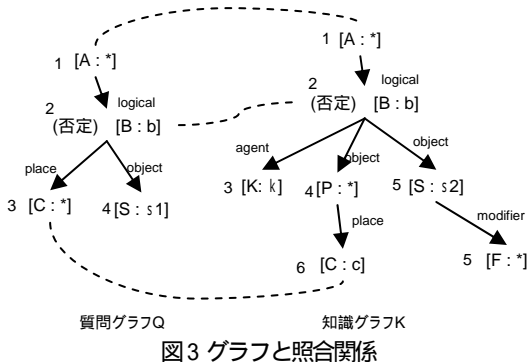 1 [A : *]
1 [A : *]
logical
2
(否定) [B : b]
logical
2
(否定) [B : b]
place
object
3 [C : *]
4[S : s1]
agent
object
object
3 [K: k]
4[P : *]
5 [S : s2]
place
modifier
6 [C : c]
5 [F : *]
質問グラフQ
知識グラフK
図3 グラフと照合関係